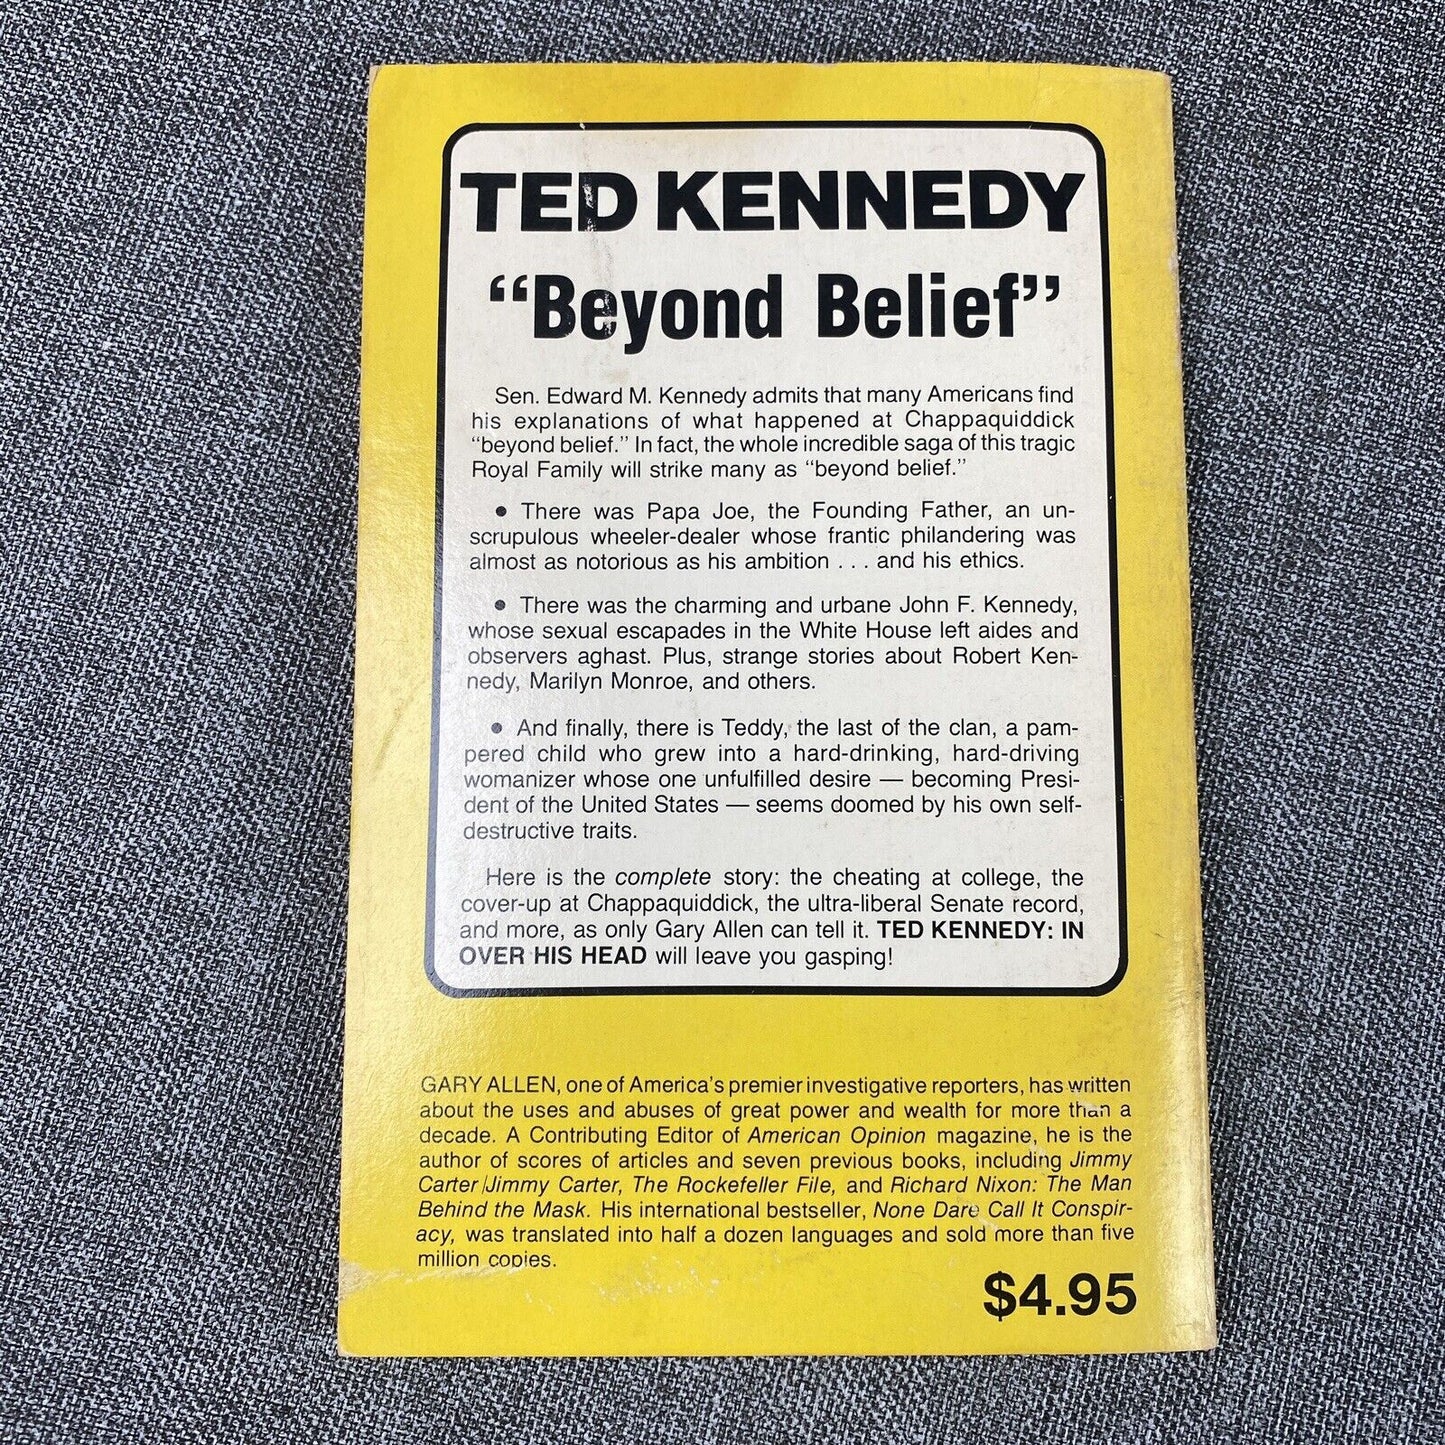 TED KENNEDY
“Beyond Belief”
Sen. Edward M. Kennedy admits that many Americans find
his explanations of what happened at Chappaquiddick
“beyond belief.” In fact, the whole incredible saga of this tragic
Royal Family will strike many as “beyond belief.”
● There was Papa Joe, the Founding Father, an un-
scrupulous wheeler-dealer whose frantic philandering was
almost as notorious as his ambition . . . and his ethics.
● There was the charming and urbane John F. Kennedy,
whose sexual escapades in the White House left aides and
observers aghast. Plus, strange stories about Robert Ken-
nedy, Marilyn Monroe, and others.
● And finally, there is Teddy, the last of the clan, a pam-
pered child who grew into a hard-drinking, hard-driving
womanizer whose one unfulfilled desire — becoming Presi-
dent of the United States — seems doomed by his own self-
destructive traits.
Here is the complete story: the cheating at college, the
cover-up at Chappaquiddick, the ultra-liberal Senate record,
and more, as only Gary Allen can tell it. TED KENNEDY: IN
OVER HIS HEAD will leave you gasping!
GARY ALLEN, one of America’s premier investigative reporters, has written
about the uses and abuses of great power and wealth for more than a
decade. A Contributing Editor of American Opinion magazine, he is the
author of scores of articles and seven previous books, including Jimmy
Carter/Jimmy Carter, The Rockefeller File, and Richard Nixon: The Man
Behind the Mask. His international bestseller, None Dare Call It Conspir-
acy, was translated into half a dozen languages and sold more than five
million copies.
$4.95